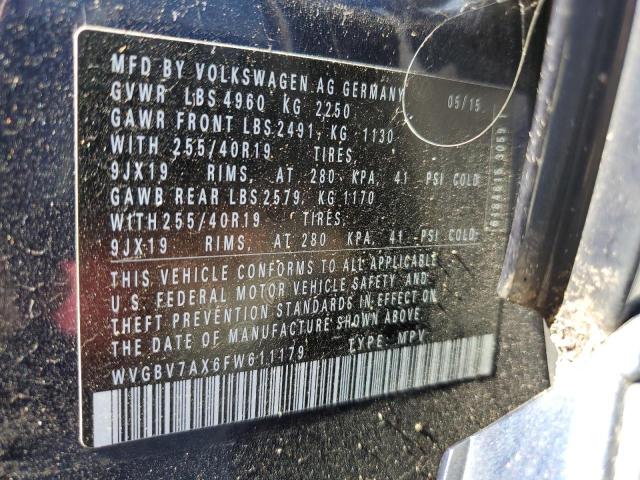 MFD BY VOLKSWAGEN AG GERMANY 05/15
GVWR LBS 4960 KG 2250
GAWR FRONT LBS 2491, KG 1130
WITH 255/40R19 TIRES,
9JX19 RIMS, AT 280 KPA, 41 PSI COLD
GAWB REAR LBS 2579, KG 1170
WITH 255/40R19 TIRES,
9JX19 RIMS, AT 280 KPA, 41 PSI COLD
THIS VEHICLE CONFORMS TO ALL APPLICABLE
U.S. FEDERAL MOTOR VEHICLE SAFETY AND
THEFT PREVENTION STANDARDS IN EFFECT ON
THE DATE OF MANUFACTURE SHOWN ABOVE
WVGBV7AX6FW611179 TYPE: MPV